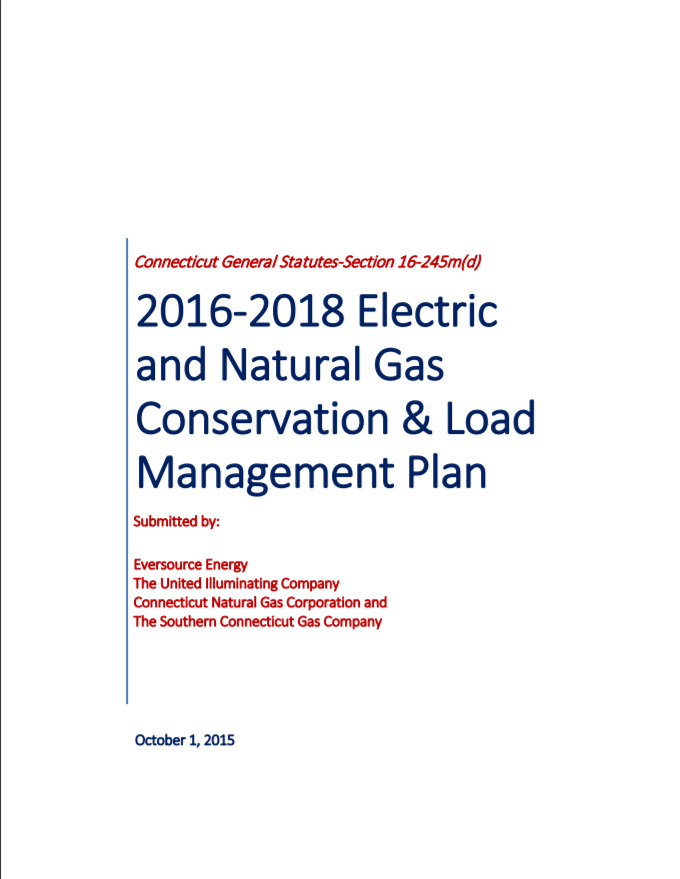 Connecticut General Statutes-Section 16-245m(d)
2016-2018 Electric
and Natural Gas
Conservation & Load
Management Plan
Submitted by:
Eversource Energy
The United Illuminating Company
Connecticut Natural Gas Corporation and
The Southern Connecticut Gas Company
October 1, 2015